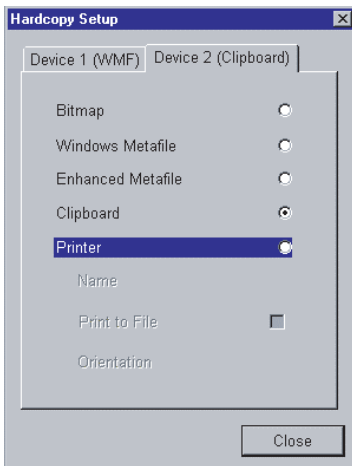 Hardcopy Setup
Device 1 (WMF) Device 2 (Clipboard)
Bitmap
Windows Metafile
Enhanced Metafile
Clipboard
Printer
Name
Print to File
Orientation
Close